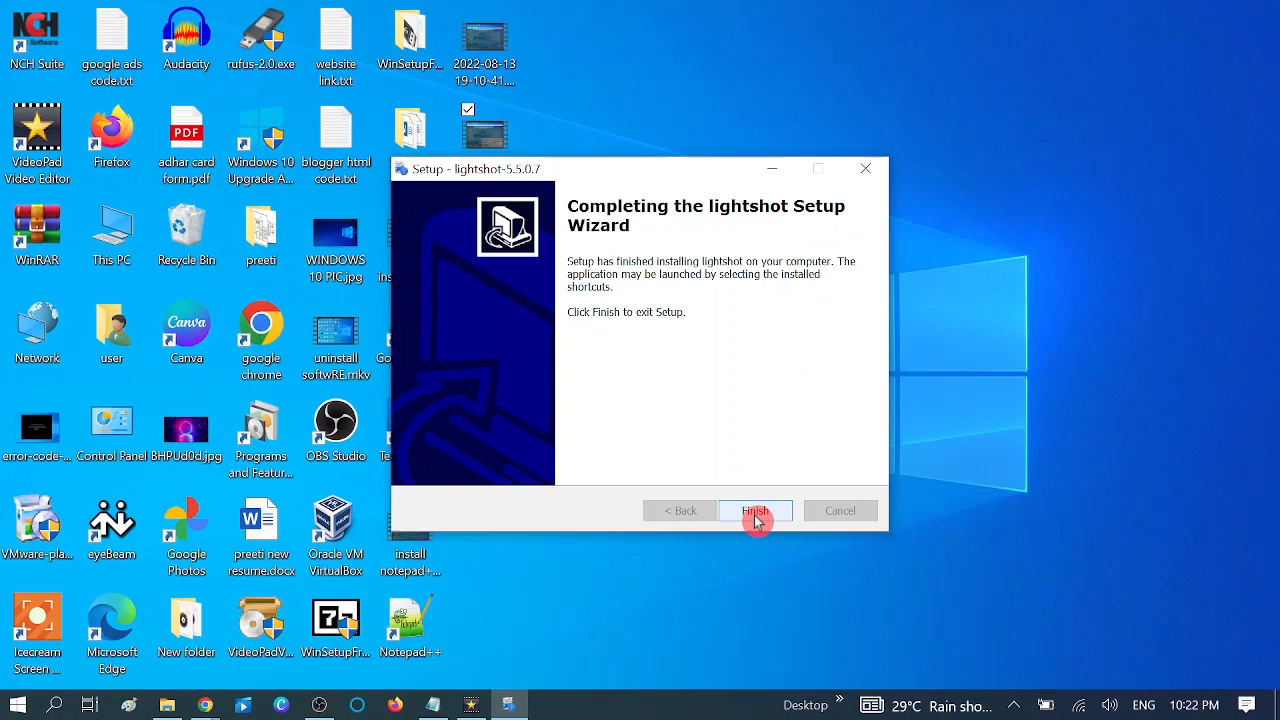 NCH
Software
NCH Suite
google ads
code.txt
Audacity
rufus-2.0.exe
website
link.txt
WinSetupF...
2022-08-13
19-10-41....
VideoPad
Video Editor
Firefox
PDF
adhar card
form.pdf
Windows 10
Upgrade A...
blogger html
code.txt
Setup - lightshot-5.5.0.7
Completing the lightshot Setup
Wizard
Setup has finished installing lightshot on your computer. The
application may be launched by selecting the installed
shortcuts.
Click Finish to exit Setup.
< Back
Finish
Cancel
WinRAR
This PC
Recycle Bin
preeti
WINDOWS
10 PIC.jpg
Network
user
Canva
Canva
google
chrome
uninstall
softwRE.mkv
error-code-...
Control Panel
BHPUd0d.jpg
Programs
and Featur...
OBS Studio
VMware-pla...
eyeBeam
Google
Photos
preeti new
resume.docx
Oracle VM
VirtualBox
install
notepad+...
Icecream
Screen ...
Microsoft
Edge
New folder
VideoPadV...
WinSetupFr...
Notepad++
Desktop
29°C Rain sho...
ENG
10:22 PM